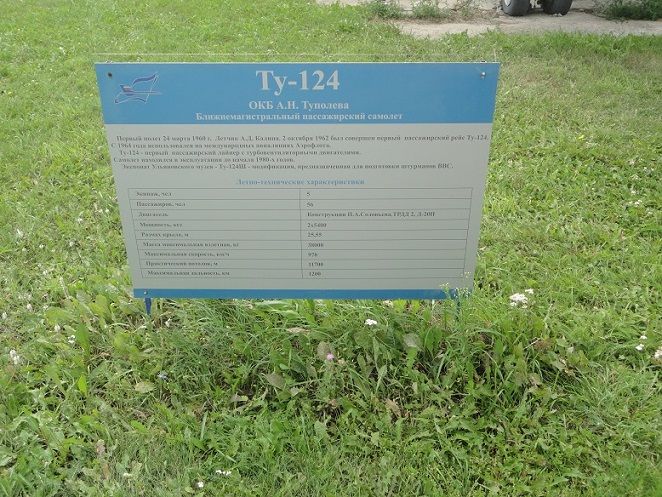 Ту-124
ОКБ А.Н. Туполева
Ближнемагистральный пассажирский самолет
Первый полет 24 марта 1960 г. Летчик А.Д. Калина. 2 октября 1962 был совершен первый пассажирский рейс Ту-124.
С 1964 использовался на международных авиалиниях Аэрофлота.
Ту-124 - первый пассажирский лайнер с турбовентиляторными двигателями.
Самолет находился в эксплуатации до начала 1980-х годов.
Экспонат Ульяновского музея - Ту-124Ш - модификация, предназначенная для подготовки штурманов ВВС.
Летно-технические характеристики
Экипаж, чел 5
Пассажиров, чел 56
Двигатель Конструкции П.А.Соловьева, ТРДД 2, Д-20П
Мощность, кгс 2х5400
Размах крыла, м 25,55
Масса максимальная взлетная, кг 38000
Максимальная скорость, км/ч 970
Практический потолок, м 11700
Максимальная дальность, км 1200